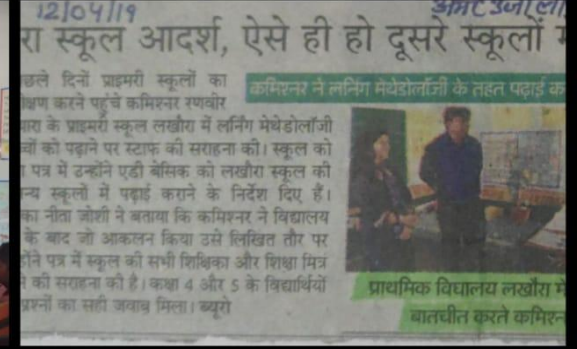 12/04/19
अमर उजाला
रा स्कूल आदर्श, ऐसे ही हो दूसरे स्कूलों म
छले दिनों प्राइमरी स्कूलों का
क्षण करने पहुंचे कमिश्नर रणवीर
के प्राइमरी स्कूल लखौरा में लर्निंग मेथेडोलॉजी
चों को पढ़ाने पर स्टाफ की सराहना की। स्कूल को
पत्र में उन्होंने एडी बेसिक को लखौरा स्कूल की
न्य स्कूलों में पढ़ाई कराने के निर्देश दिए हैं।
का नीता जोशी ने बताया कि कमिश्नर ने विद्यालय
के बाद जो आकलन किया उसे लिखित तौर पर
होंने पत्र में स्कूल की सभी शिक्षिका और शिक्षा मित्र
की सराहना की है। कक्षा 4 और 5 के विद्यार्थियों
प्रश्नों का सही जवाब मिला। ब्यूरो
कमिश्नर ने लर्निंग मेथेडोलॉजी के तहत पढ़ाई क
प्राथमिक विद्यालय लखौरा में
बातचीत करते कमिश्न